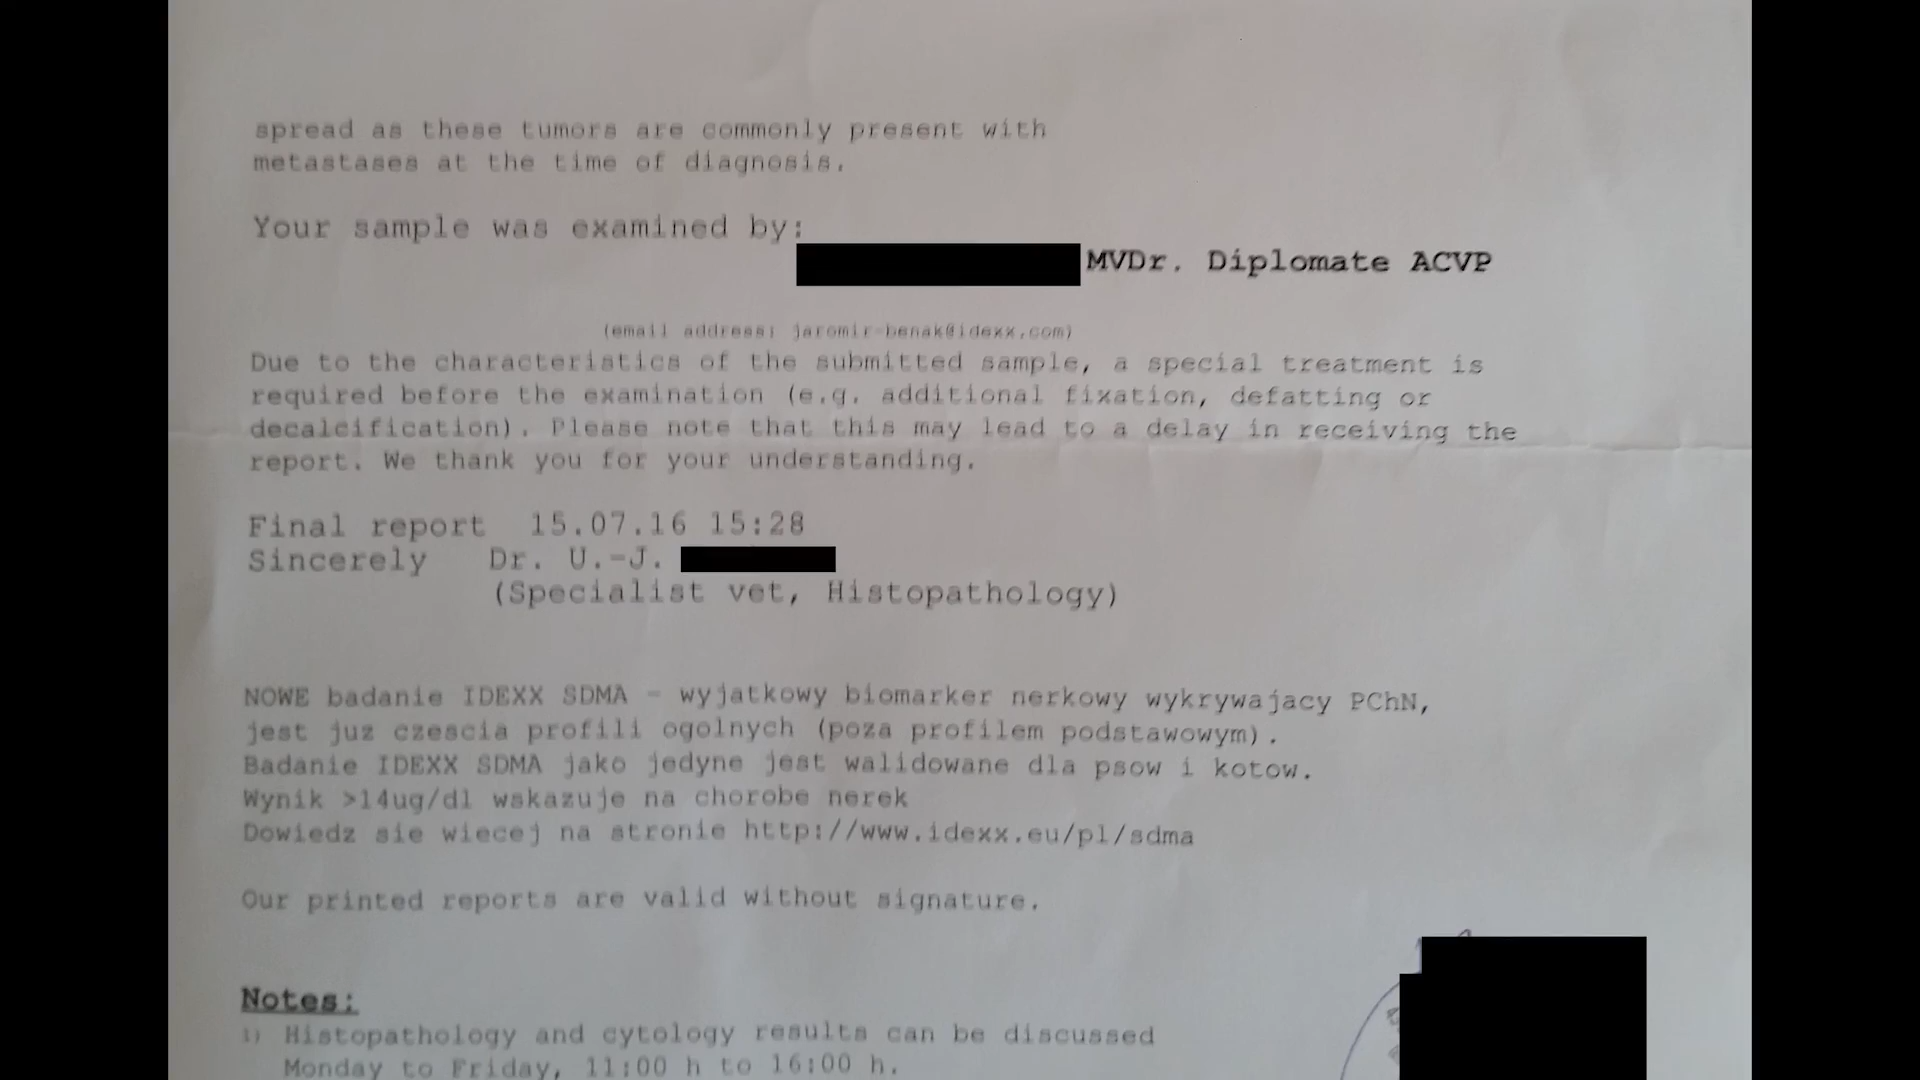 spread as these tumors are commonly present with
metastases at the time of diagnosis.
Your sample was examined by:
MVDr. Diplomate ACVP
(email address: jaromir-benak@idexx.com)
Due to the characteristics of the submitted sample, a special treatment is
required before the examination (e.g. additional fixation, defatting or
decalcification). Please note that this may lead to a delay in receiving the
report. We thank you for your understanding.
Final report 15.07.16 15:28
Sincerely Dr. U.-J.
(Specialist vet, Histopathology)
NOWE badanie IDEXX SDMA - wyjatkowy biomarker nerkowy wykrywajacy PChN,
jest juz czescia profili ogolnych (poza profilem podstawowym).
Badanie IDEXX SDMA jako jedyne jest walidowane dla psow i kotow.
Wynik >14ug/dl wskazuje na chorobe nerek
Dowiedz sie wiecej na stronie http://www.idexx.eu/pl/sdma
Our printed reports are valid without signature.
Notes:
1) Histopathology and cytology results can be discussed
Monday to Friday, 11:00 h to 16:00 h.